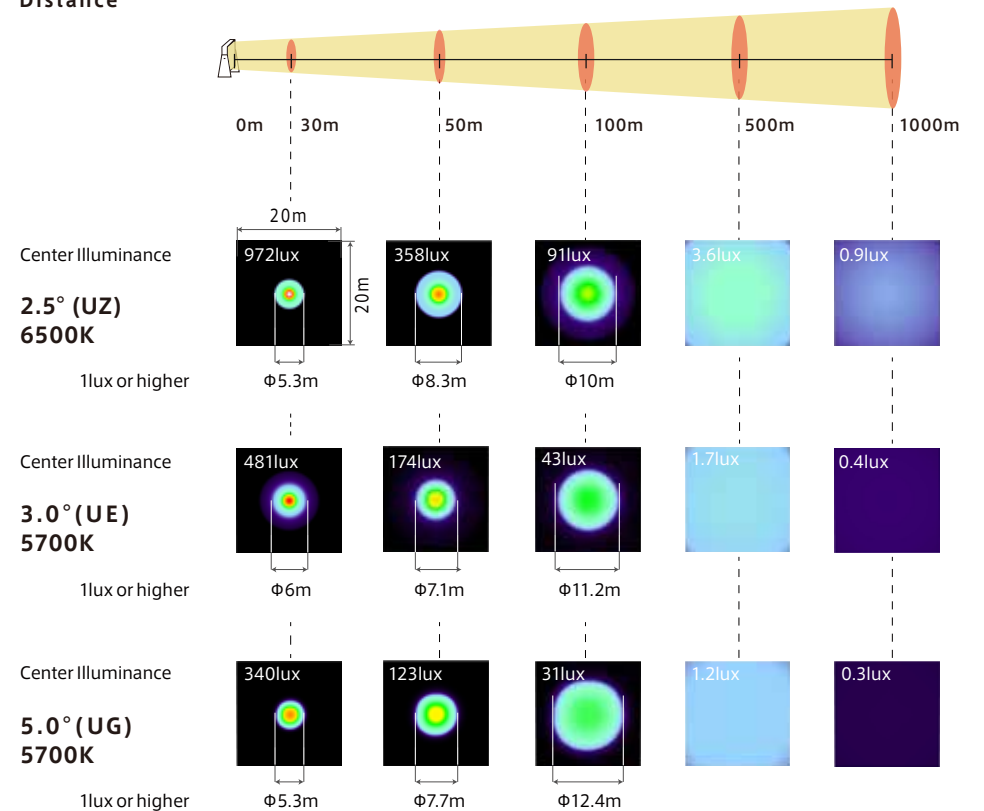 Distance
0m 30m 50m 100m 500m 1000m
20m
20m
Center Illuminance 972lux 358lux 91lux 3.6lux 0.9lux
2.5° (UZ)
6500K
1lux or higher Φ5.3m Φ8.3m Φ10m
Center Illuminance 481lux 174lux 43lux 1.7lux 0.4lux
3.0°(UE)
5700K
1lux or higher Φ6m Φ7.1m Φ11.2m
Center Illuminance 340lux 123lux 31lux 1.2lux 0.3lux
5.0°(UG)
5700K
1lux or higher Φ5.3m Φ7.7m Φ12.4m